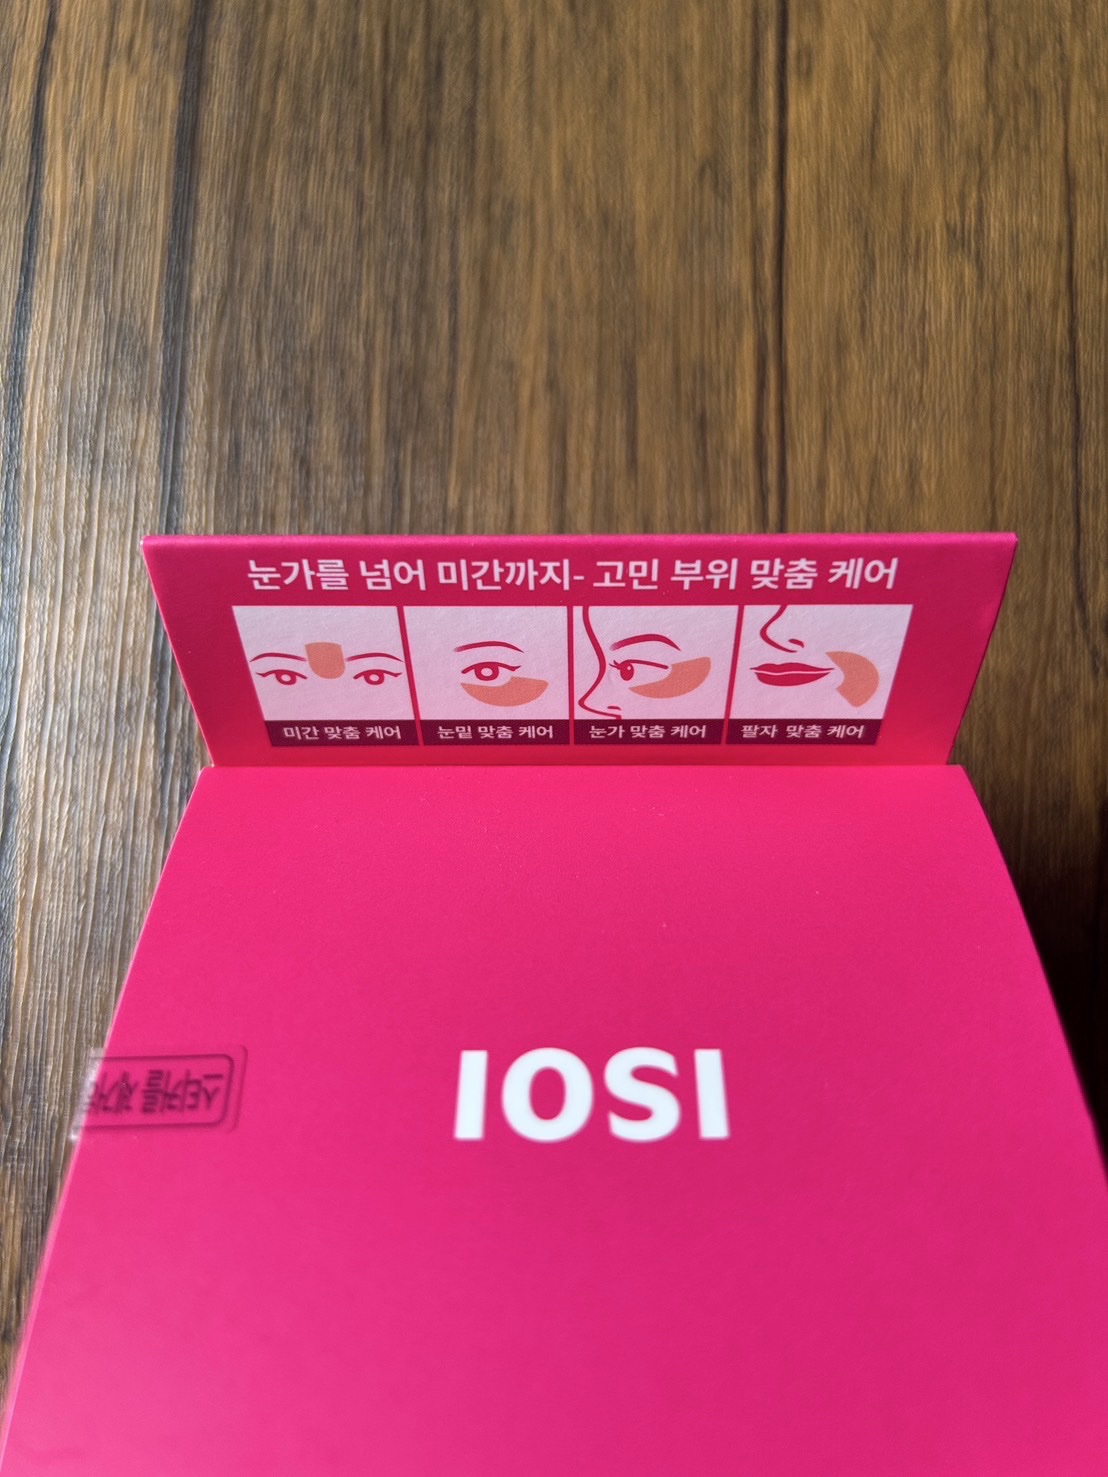 눈가를 넘어 미간까지- 고민 부위 맞춤 케어
미간 맞춤 케어
눈밑 맞춤 케어
눈가 맞춤 케어
팔자 맞춤 케어
ISOI